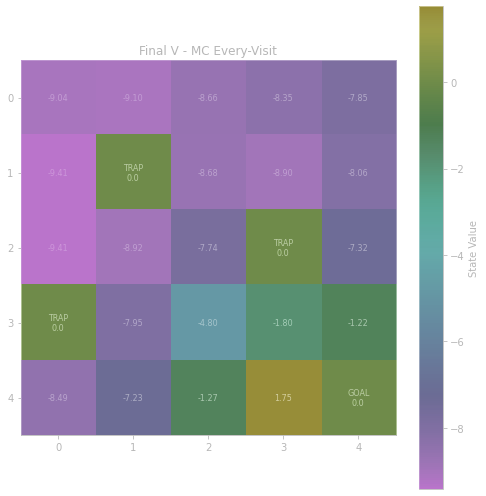 Final V - MC Every-Visit
0 -9.04 -9.10 -8.66 -8.35 -7.85
1 -9.41 TRAP 0.0 -8.68 -8.90 -8.06
2 -9.41 -8.92 -7.74 TRAP 0.0 -7.32
3 TRAP 0.0 -7.95 -4.80 -1.80 -1.22
4 -8.49 -7.23 -1.27 1.75 GOAL 0.0
0 1 2 3 4
0
−2
−4
−6
−8
State Value